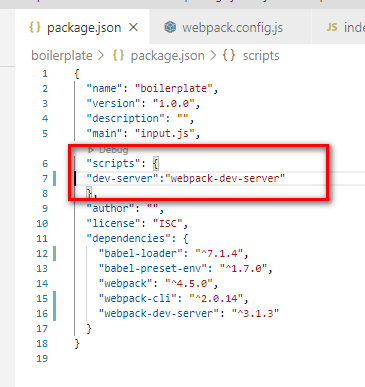 package.json
webpack.config.js
JS
boilerplate > package.json > scripts
1 {
2 "name": "boilerplate",
3 "version": "1.0.0",
4 "description": "",
5 "main": "input.js",
Debug
6 "scripts": {
7 "dev-server":"webpack-dev-server"
8 },
9 "author": "",
10 "license": "ISC",
11 "dependencies": {
12 "babel-loader": "^7.1.4",
13 "babel-preset-env": "^1.7.0",
14 "webpack": "^4.5.0",
15 "webpack-cli": "^2.0.14",
16 "webpack-dev-server": "^3.1.3"
17 }
18 }
19